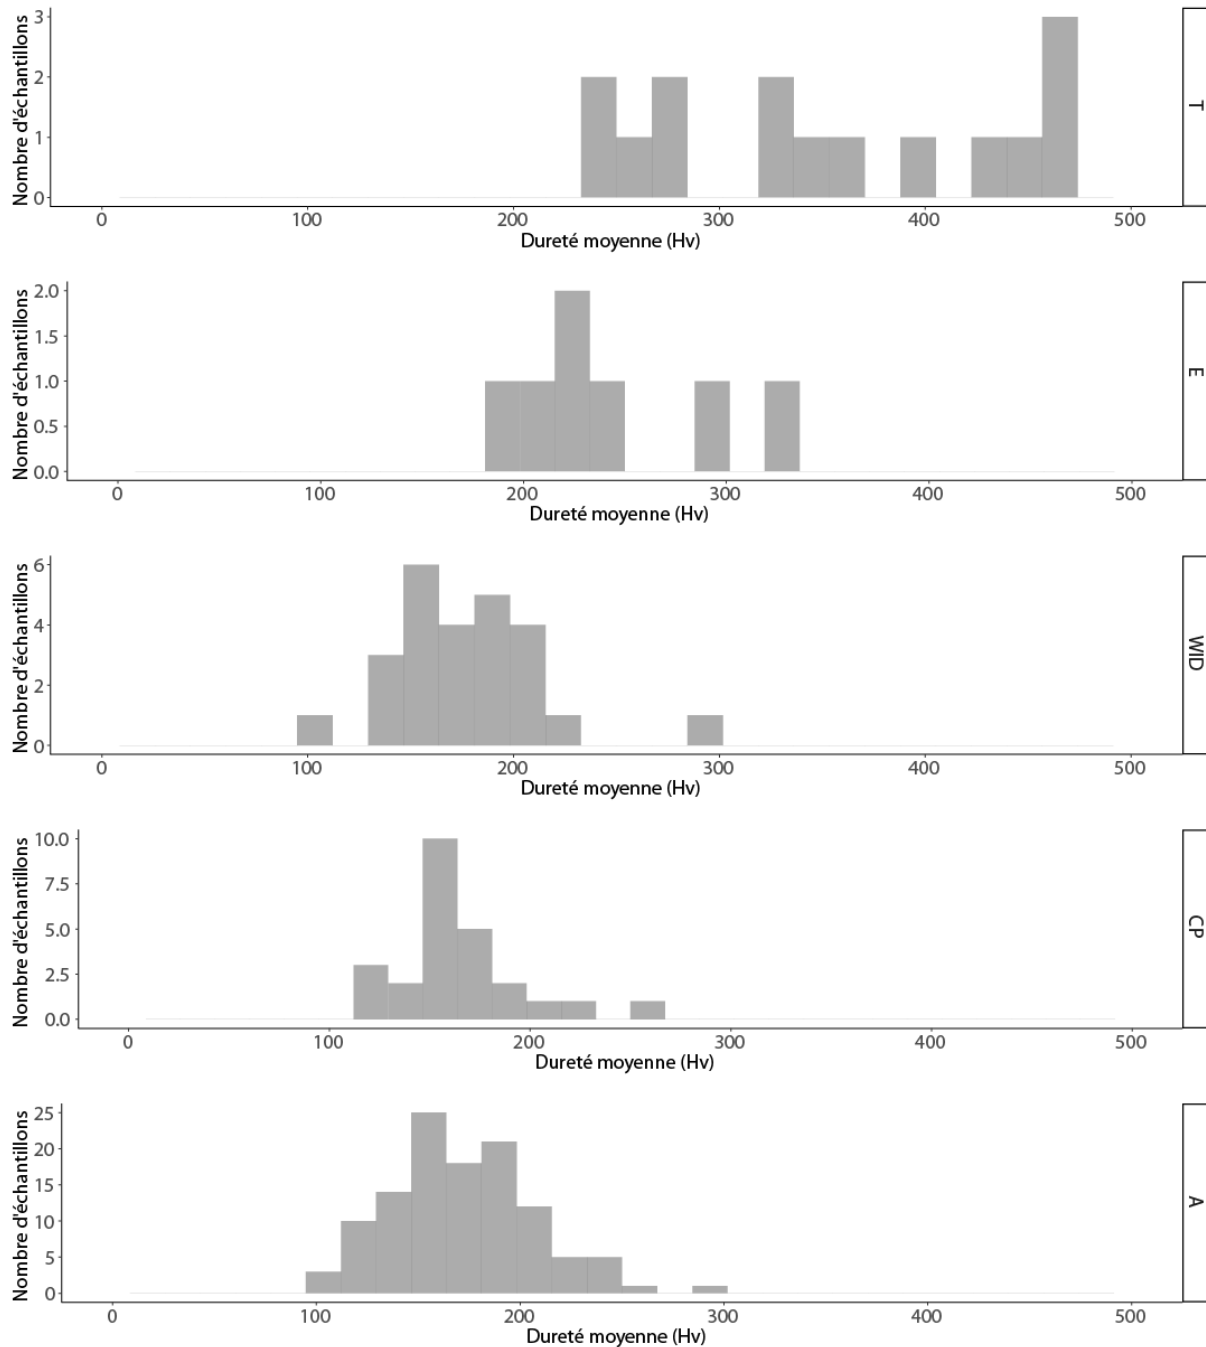 Nombre d'échantillons
3
2
1
0
0 100 200 300 400 500
Dureté moyenne (Hv)
T
Nombre d'échantillons
2.0
1.5
1.0
0.5
0.0
0 100 200 300 400 500
Dureté moyenne (Hv)
E
Nombre d'échantillons
6
4
2
0
0 100 200 300 400 500
Dureté moyenne (Hv)
WID
Nombre d'échantillons
10.0
7.5
5.0
2.5
0.0
0 100 200 300 400 500
Dureté moyenne (Hv)
CP
Nombre d'échantillons
25
20
15
10
5
0
0 100 200 300 400 500
Dureté moyenne (Hv)
A